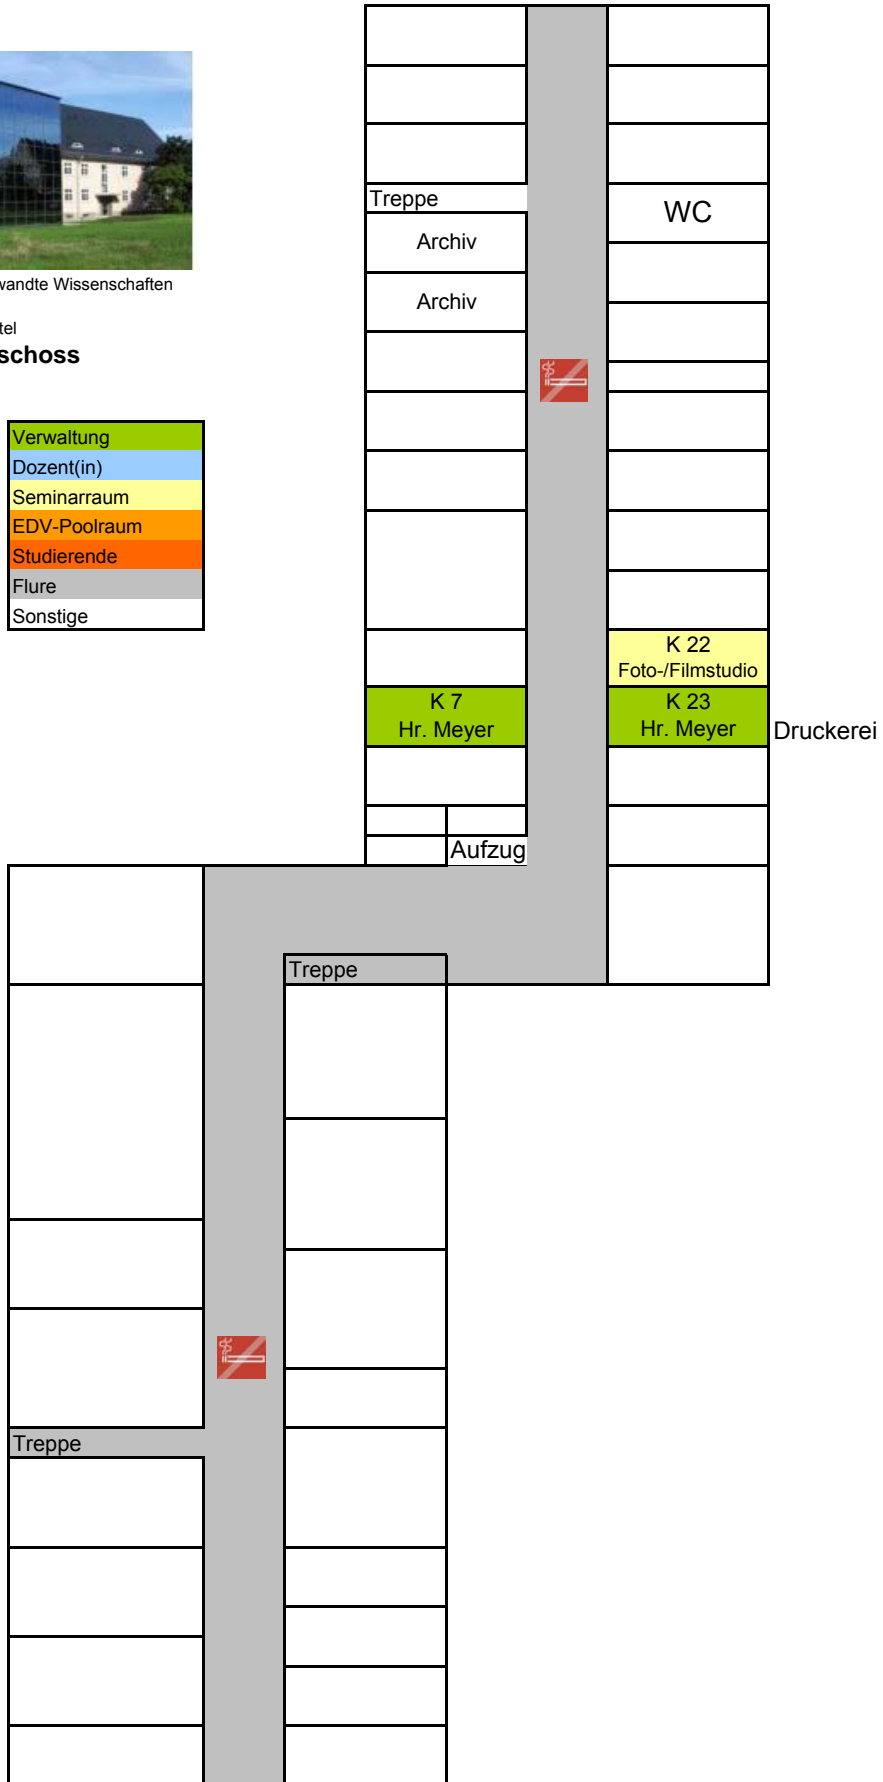 wandte Wissenschaften
tel
schoss
Verwaltung
Dozent(in)
Seminarraum
EDV-Poolraum
Studierende
Flure
Sonstige
Treppe
WC
Archiv
Archiv
K 22
Foto-/Filmstudio
K 7
Hr. Meyer
K 23
Hr. Meyer
Druckerei
Aufzug
Treppe
Treppe